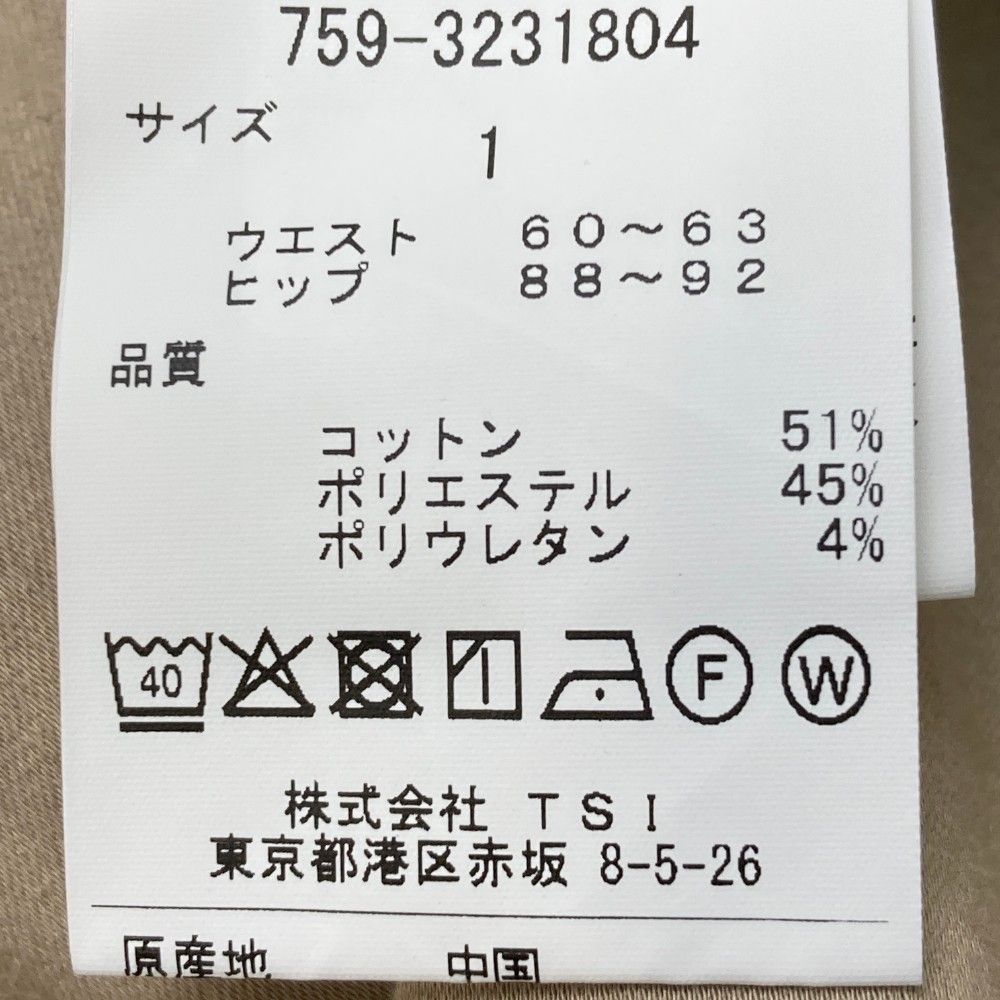 759-3231804
サイズ 1
ウエスト 60～63
ヒップ 88～92
品質
コットン 51%
ポリエステル 45%
ポリウレタン 4%
40 F W
株式会社 TSI
東京都港区赤坂 8-5-26
原産地 中国